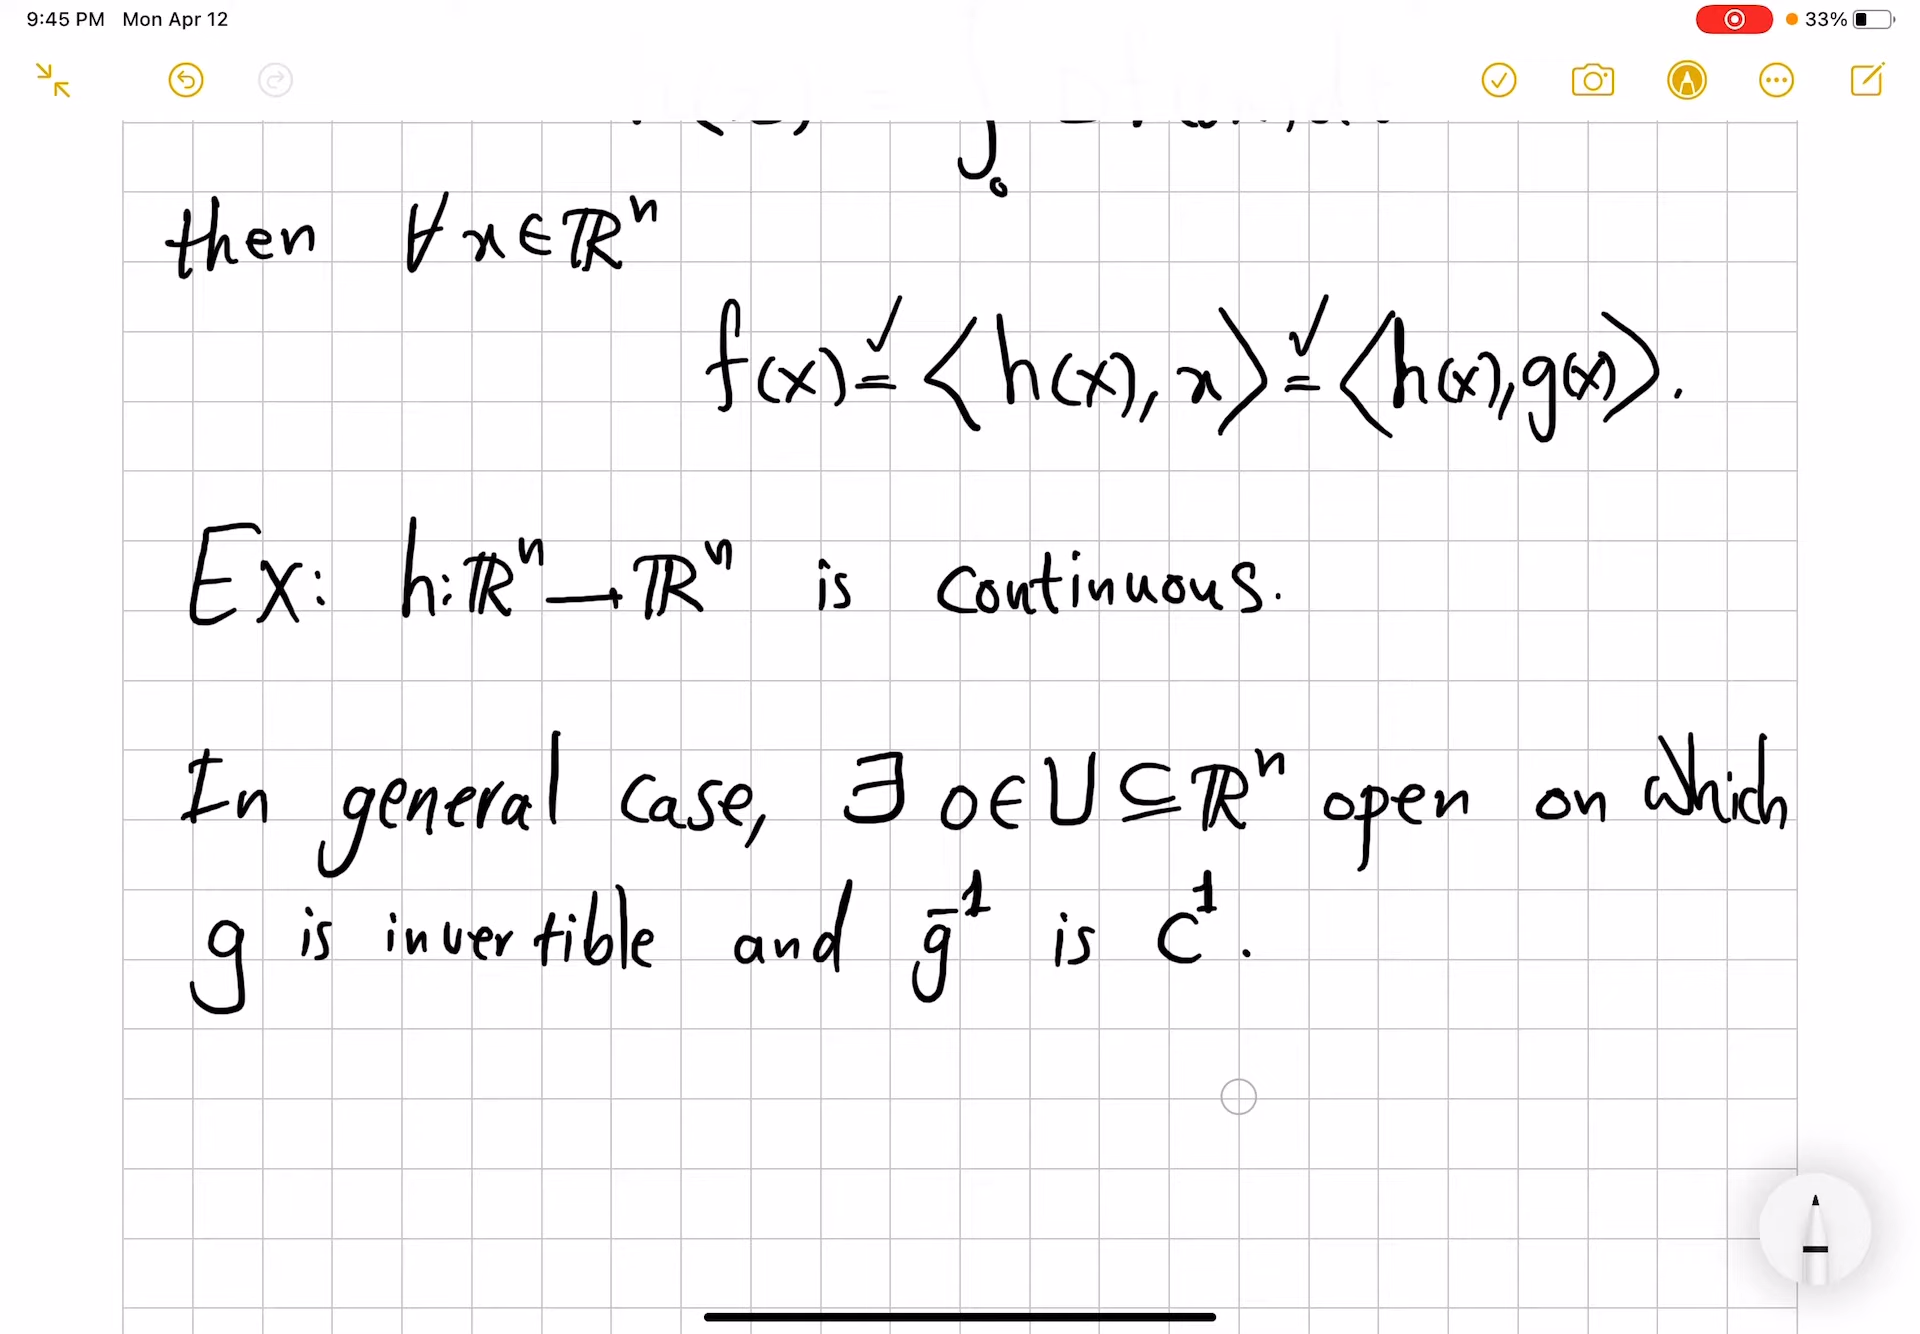 9:45 PM Mon Apr 12 33%
then ∀ x ∈ ℝⁿ
f(x) = ⟨h(x), x⟩ = ⟨h(x), g(x)⟩.
Ex: h: ℝⁿ → ℝⁿ is continuous.
In general case, ∃ 0 ∈ U ⊆ ℝⁿ open on which
g is invertible and g⁻¹ is C¹.